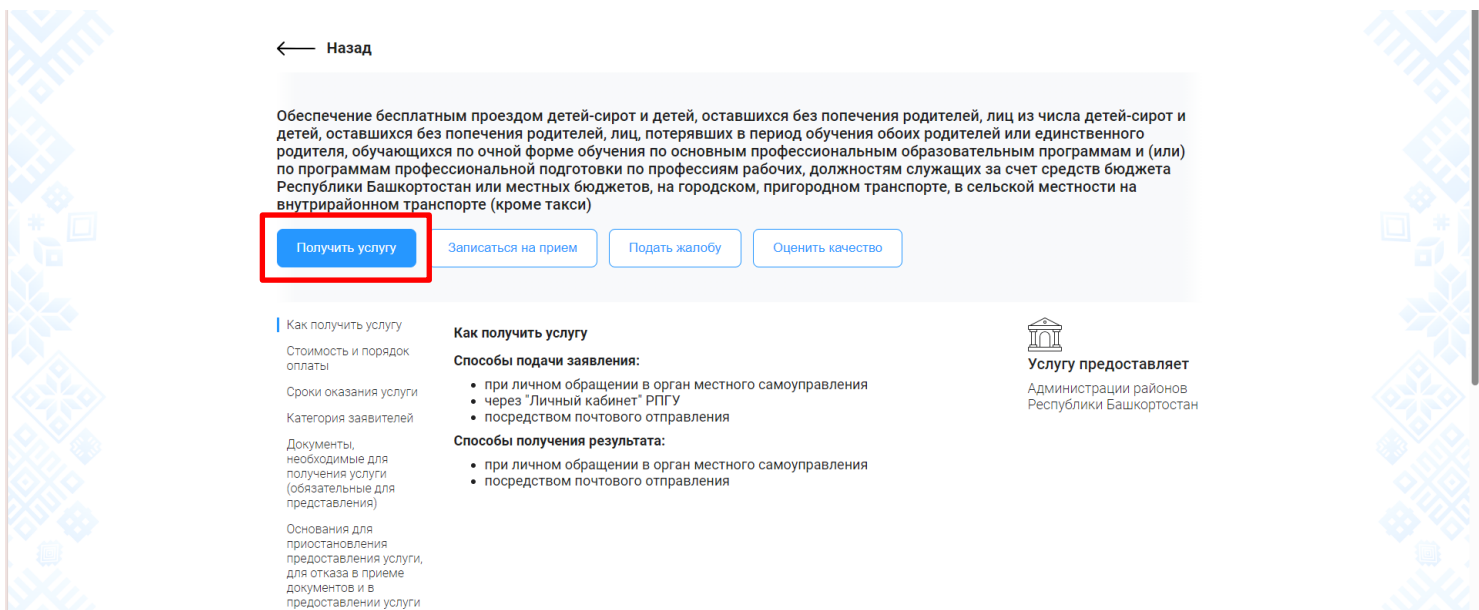 Назад
Обеспечение бесплатным проездом детей-сирот и детей, оставшихся без попечения родителей, лиц из числа детей-сирот и
детей, оставшихся без попечения родителей, лиц, потерявших в период обучения обоих родителей или единственного
родителя, обучающихся по очной форме обучения по основным профессиональным образовательным программам и (или)
по программам профессиональной подготовки по профессиям рабочих, должностям служащих за счет средств бюджета
Республики Башкортостан или местных бюджетов, на городском, пригородном транспорте, в сельской местности на
внутрирайонном транспорте (кроме такси)
Получить услугу
Записаться на прием
Подать жалобу
Оценить качество
Как получить услугу
Стоимость и порядок
оплаты
Сроки оказания услуги
Категория заявителей
Документы,
необходимые для
получения услуги
(обязательные для
представления)
Основания для
приостановления
предоставления услуги,
для отказа в приеме
документов и в
предоставлении услуги
Как получить услугу
Способы подачи заявления:
• при личном обращении в орган местного самоуправления
• через "Личный кабинет" РПГУ
• посредством почтового отправления
Способы получения результата:
• при личном обращении в орган местного самоуправления
• посредством почтового отправления
Услугу предоставляет
Администрации районов
Республики Башкортостан